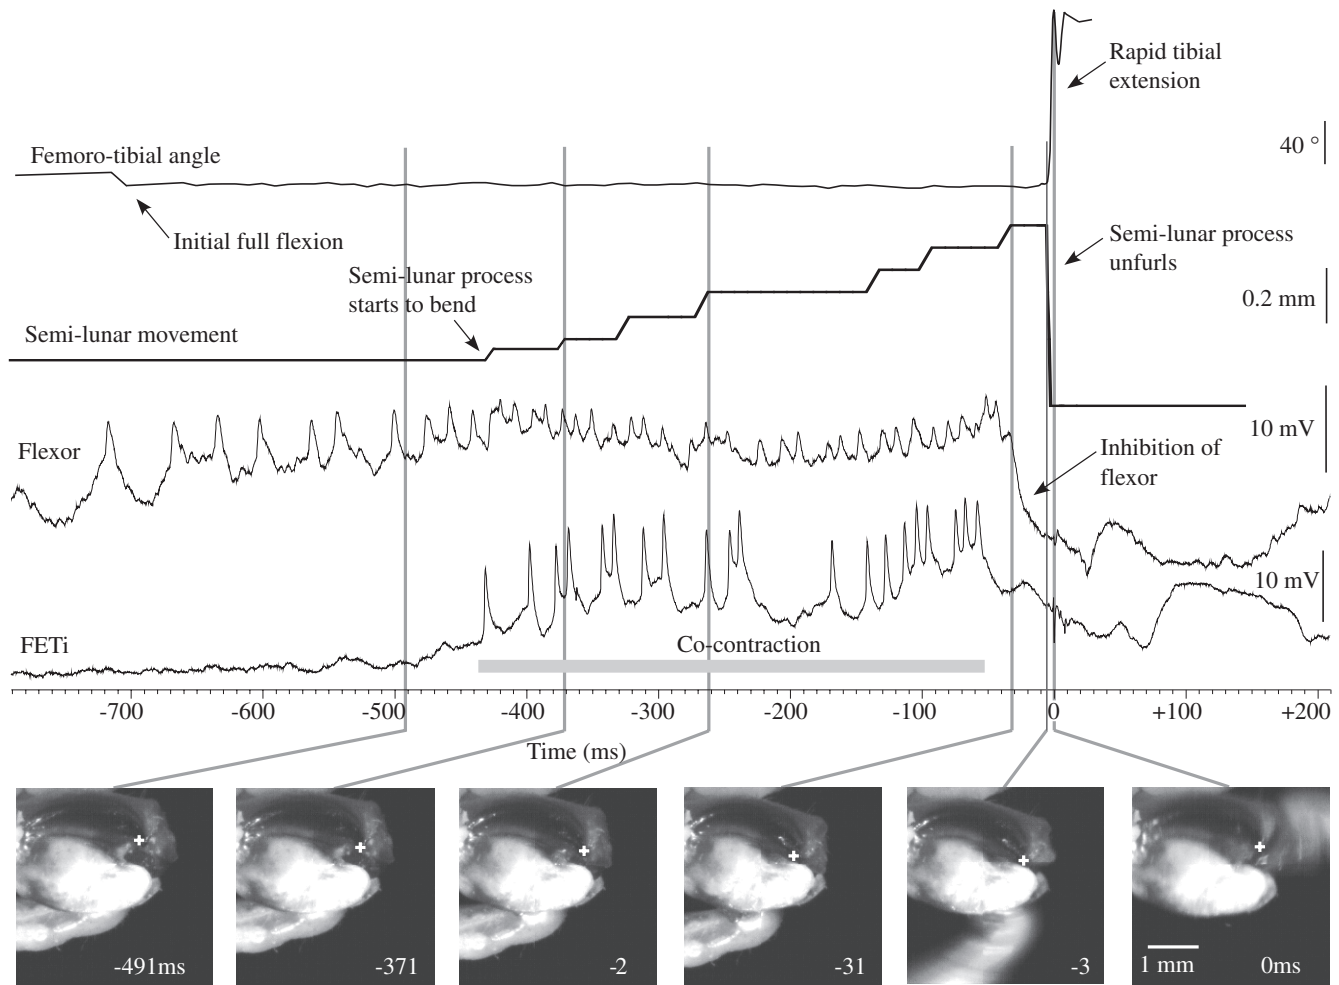 Rapid tibial
extension
40 °
Femoro-tibial angle
Initial full flexion
Semi-lunar process
unfurls
Semi-lunar process
starts to bend
0.2 mm
Semi-lunar movement
10 mV
Flexor
Inhibition of
flexor
10 mV
FETi
Co-contraction
-700 -600 -500 -400 -300 -200 -100 0 +100 +200
Time (ms)
-491ms
-371
-2
-31
-3
1 mm
0ms